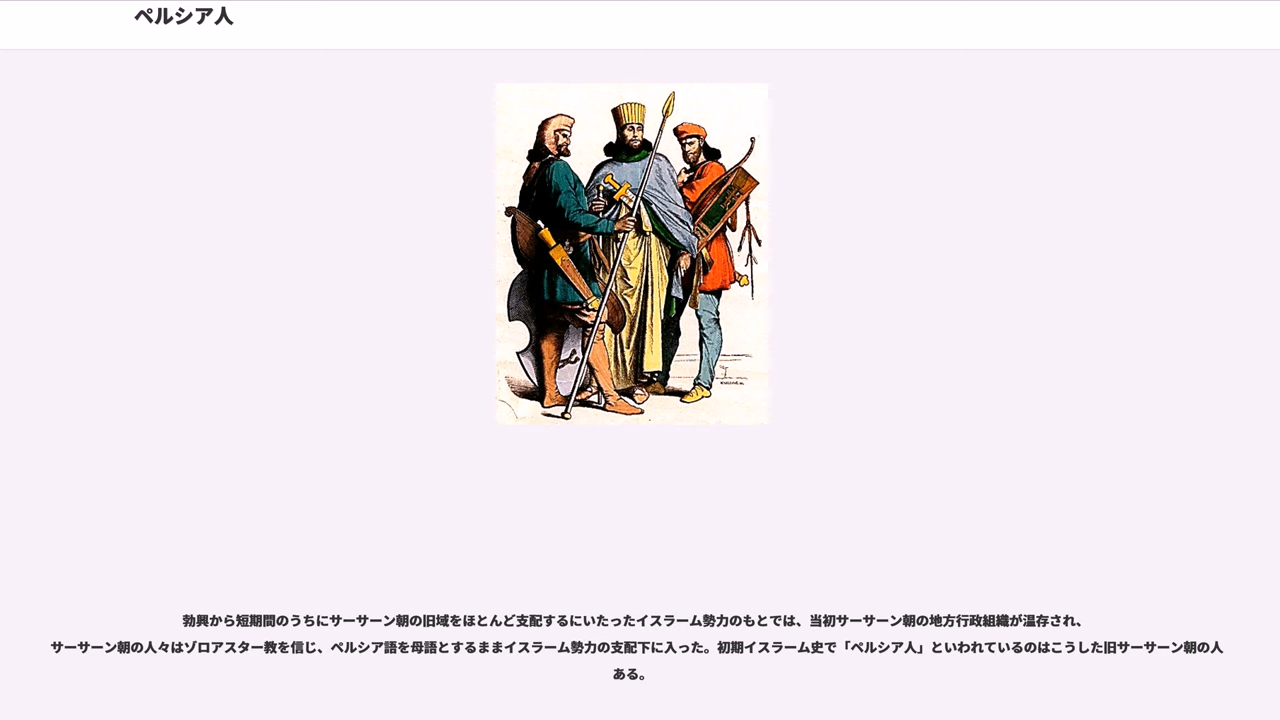 ペルシア人
勃興から短期間のうちにサーサーン朝の旧域をほとんど支配するにいたったイスラーム勢力のもとでは、当初サーサーン朝の地方行政組織が温存され、
サーサーン朝の人々はゾロアスター教を信じ、ペルシア語を母語とするままイスラーム勢力の支配下に入った。初期イスラーム史で「ペルシア人」といわれているのはこうした旧サーサーン朝の人
ある。